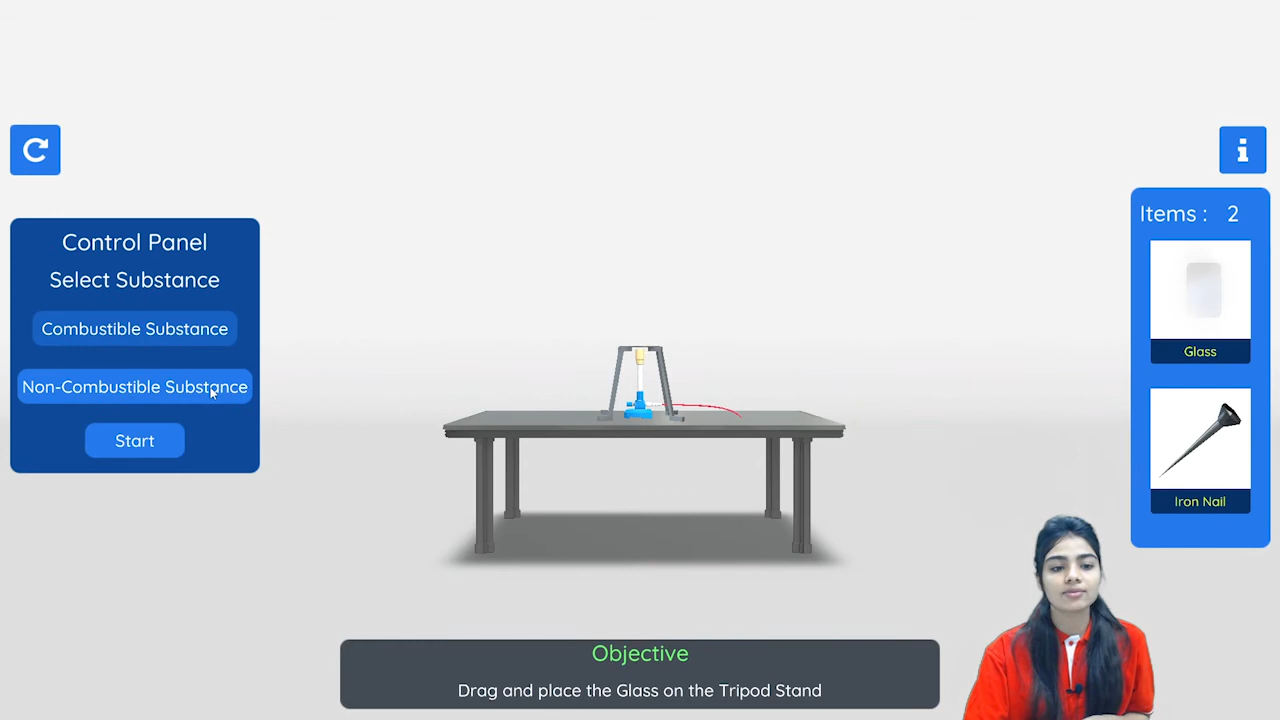 Control Panel
Select Substance
Combustible Substance
Non-Combustible Substance
Start
Items : 2
Glass
Iron Nail
Objective
Drag and place the Glass on the Tripod Stand